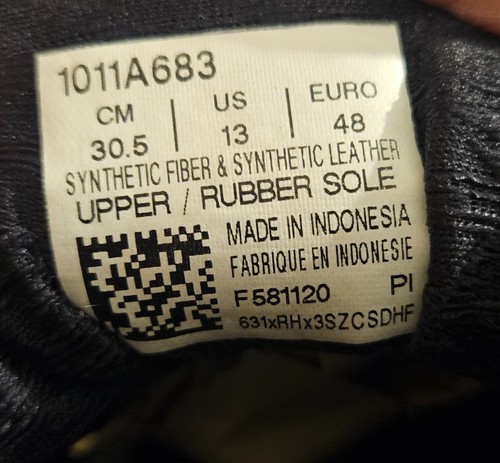 1011A683
CM | US | EURO
30.5 | 13 | 48
SYNTHETIC FIBER & SYNTHETIC LEATHER
UPPER / RUBBER SOLE
MADE IN INDONESIA
FABRIQUE EN INDONESIE
F581120 PI
631xRHx3SZCSDHF